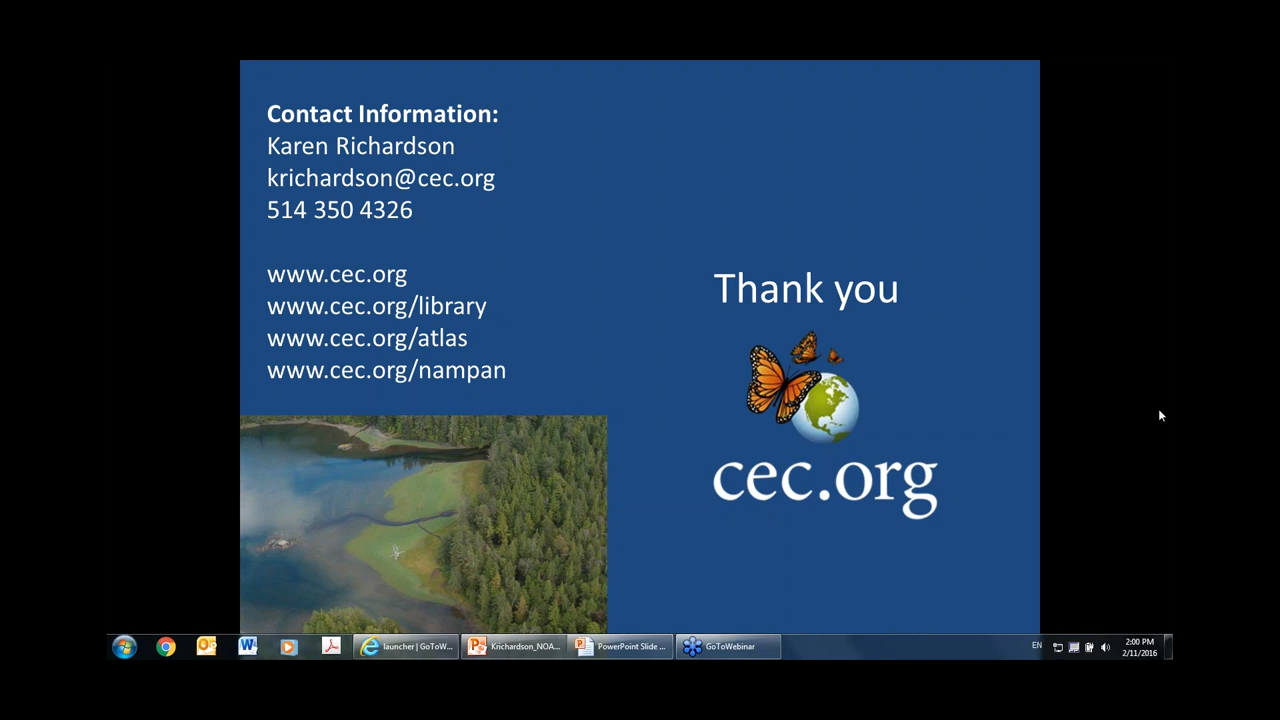 Contact Information:
Karen Richardson
krichardson@cec.org
514 350 4326
www.cec.org
www.cec.org/library
www.cec.org/atlas
www.cec.org/nampan
Thank you
cec.org
launcher | GoToW...
Krichardson_NOA...
PowerPoint Slide ...
GoToWebinar
EN
2:00 PM
2/11/2016